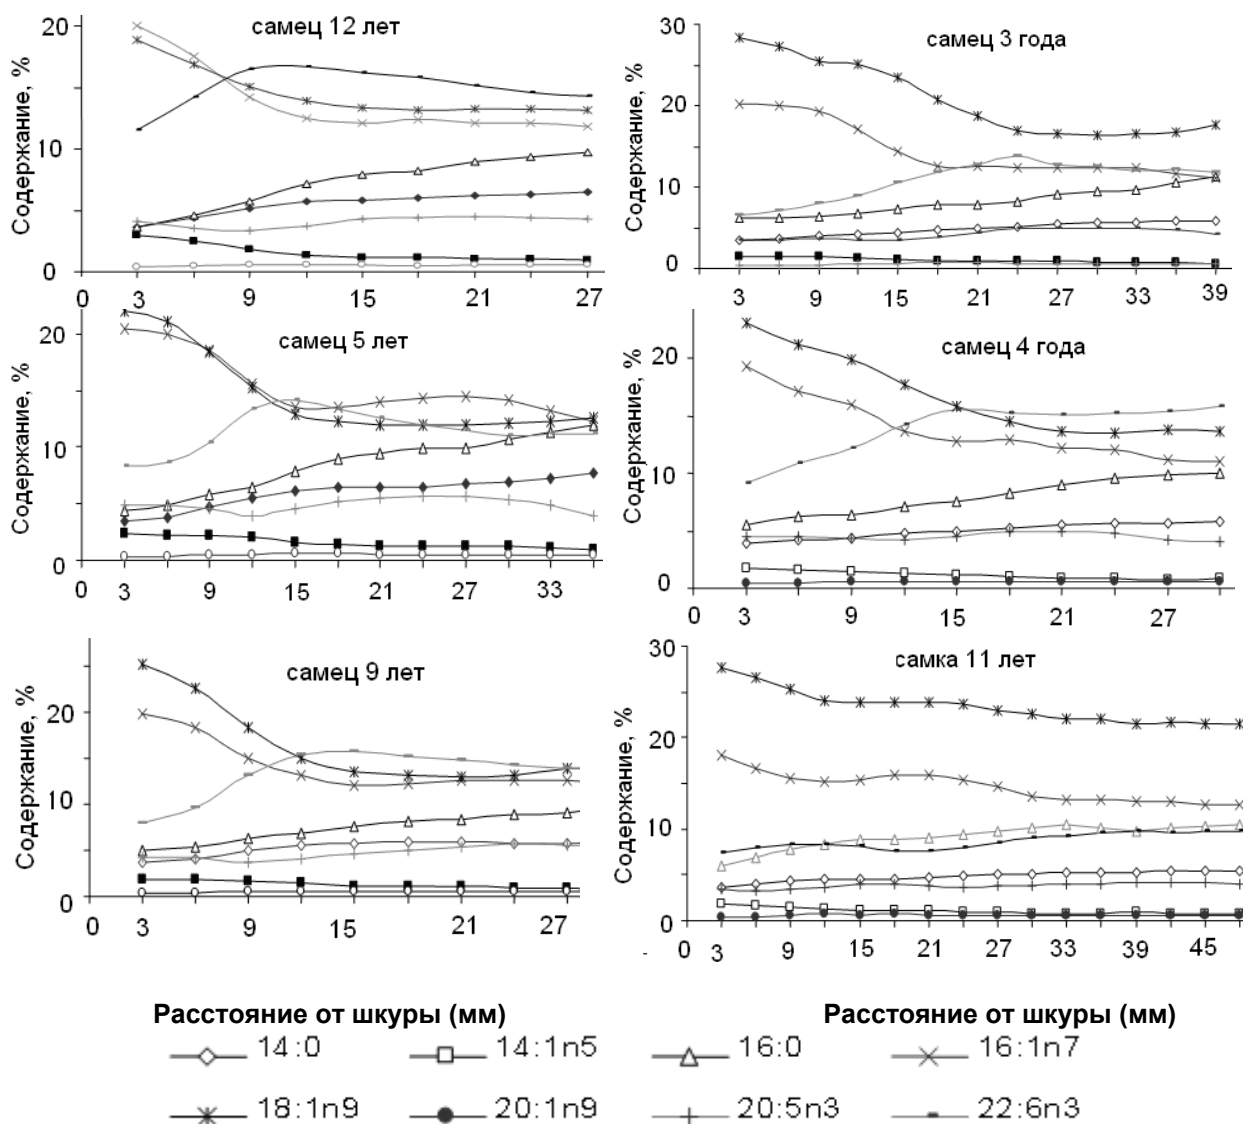 самец 12 лет
Содержание, %
20
10
0
0 3 9 15 21 27
самец 3 года
Содержание, %
30
20
10
0
0 3 9 15 21 27 33 39
самец 5 лет
Содержание, %
20
10
0
0 3 9 15 21 27 33
самец 4 года
Содержание, %
20
10
0
0 3 9 15 21 27
самец 9 лет
Содержание, %
20
10
0
0 3 9 15 21 27
самка 11 лет
Содержание, %
30
20
10
0
0 3 9 15 21 27 33 39 45
Расстояние от шкуры (мм) Расстояние от шкуры (мм)
14:0 14:1n5 16:0 16:1n7
18:1n9 20:1n9 20:5n3 22:6n3